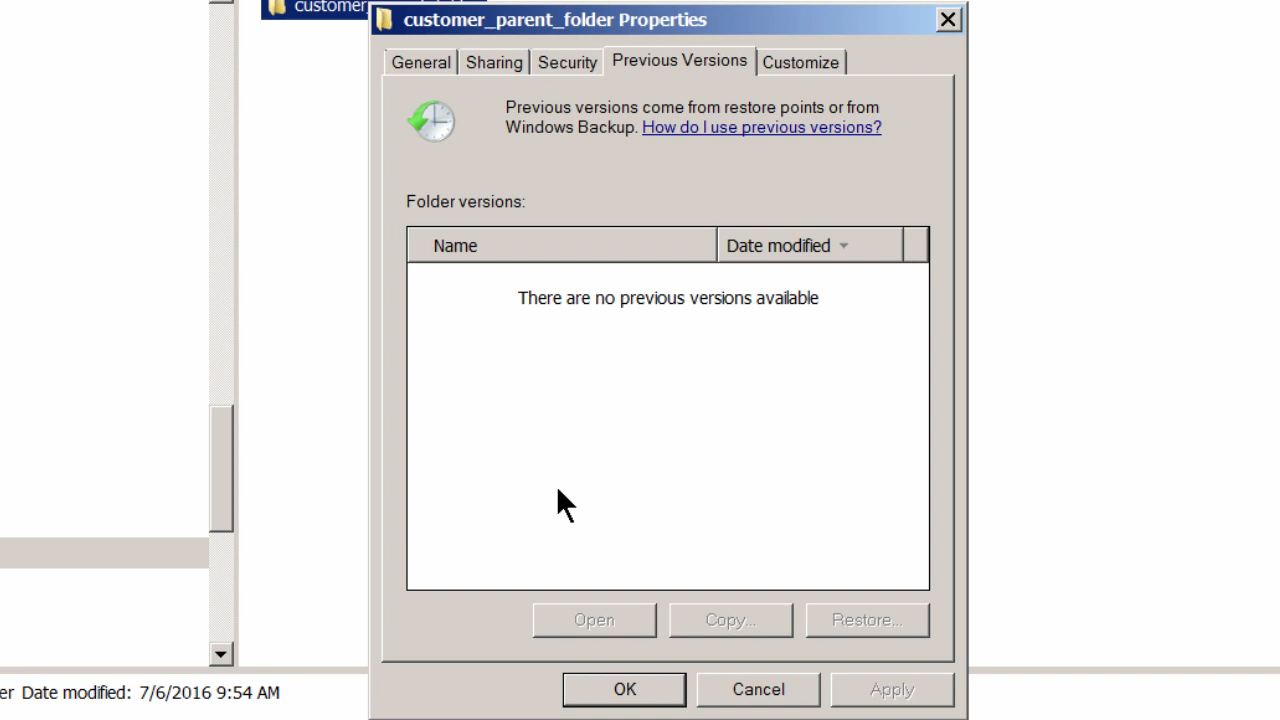 customer_
customer_parent_folder Properties
General Sharing Security Previous Versions Customize
Previous versions come from restore points or from
Windows Backup. How do I use previous versions?
Folder versions:
Name Date modified
There are no previous versions available
Open Copy... Restore...
OK Cancel Apply
er Date modified: 7/6/2016 9:54 AM